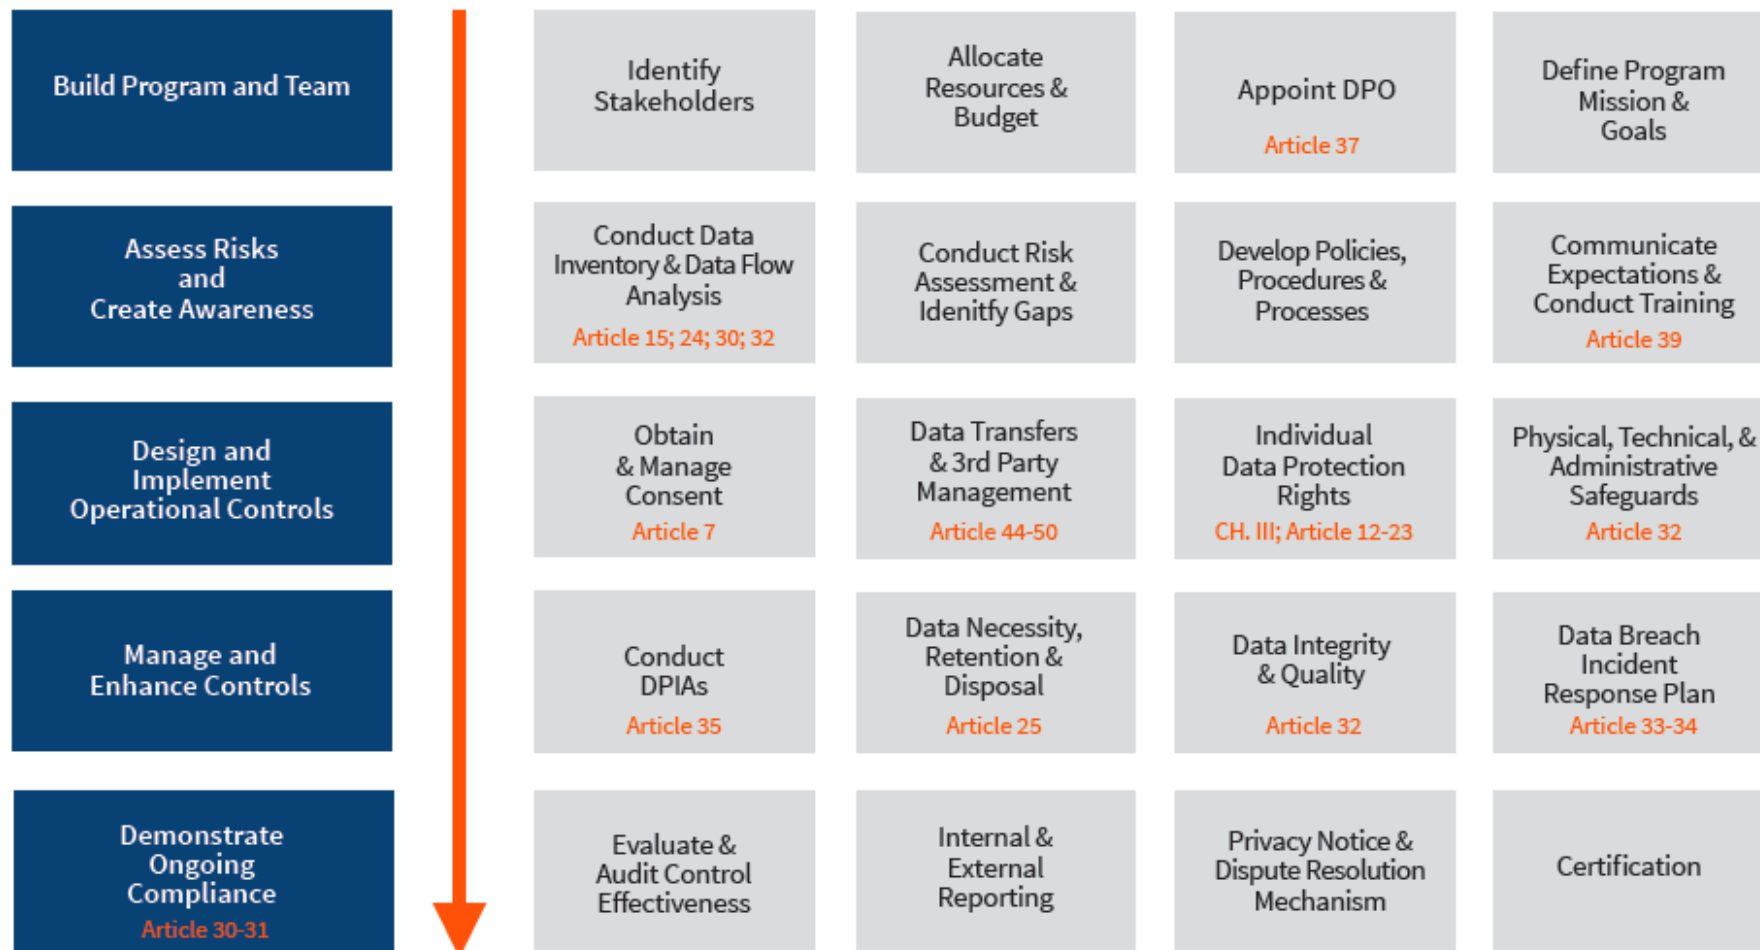 Build Program and Team
Identify
Stakeholders
Allocate
Resources &
Budget
Appoint DPO
Article 37
Define Program
Mission &
Goals
Assess Risks
and
Create Awareness
Conduct Data
Inventory & Data Flow
Analysis
Article 15; 24; 30; 32
Conduct Risk
Assessment &
Idenitfy Gaps
Develop Policies,
Procedures &
Processes
Communicate
Expectations &
Conduct Training
Article 39
Design and
Implement
Operational Controls
Obtain
& Manage
Consent
Article 7
Data Transfers
& 3rd Party
Management
Article 44-50
Individual
Data Protection
Rights
CH. III; Article 12-23
Physical, Technical, &
Administrative
Safeguards
Article 32
Manage and
Enhance Controls
Conduct
DPIAs
Article 35
Data Necessity,
Retention &
Disposal
Article 25
Data Integrity
& Quality
Article 32
Data Breach
Incident
Response Plan
Article 33-34
Demonstrate
Ongoing
Compliance
Article 30-31
Evaluate &
Audit Control
Effectiveness
Internal &
External
Reporting
Privacy Notice &
Dispute Resolution
Mechanism
Certification